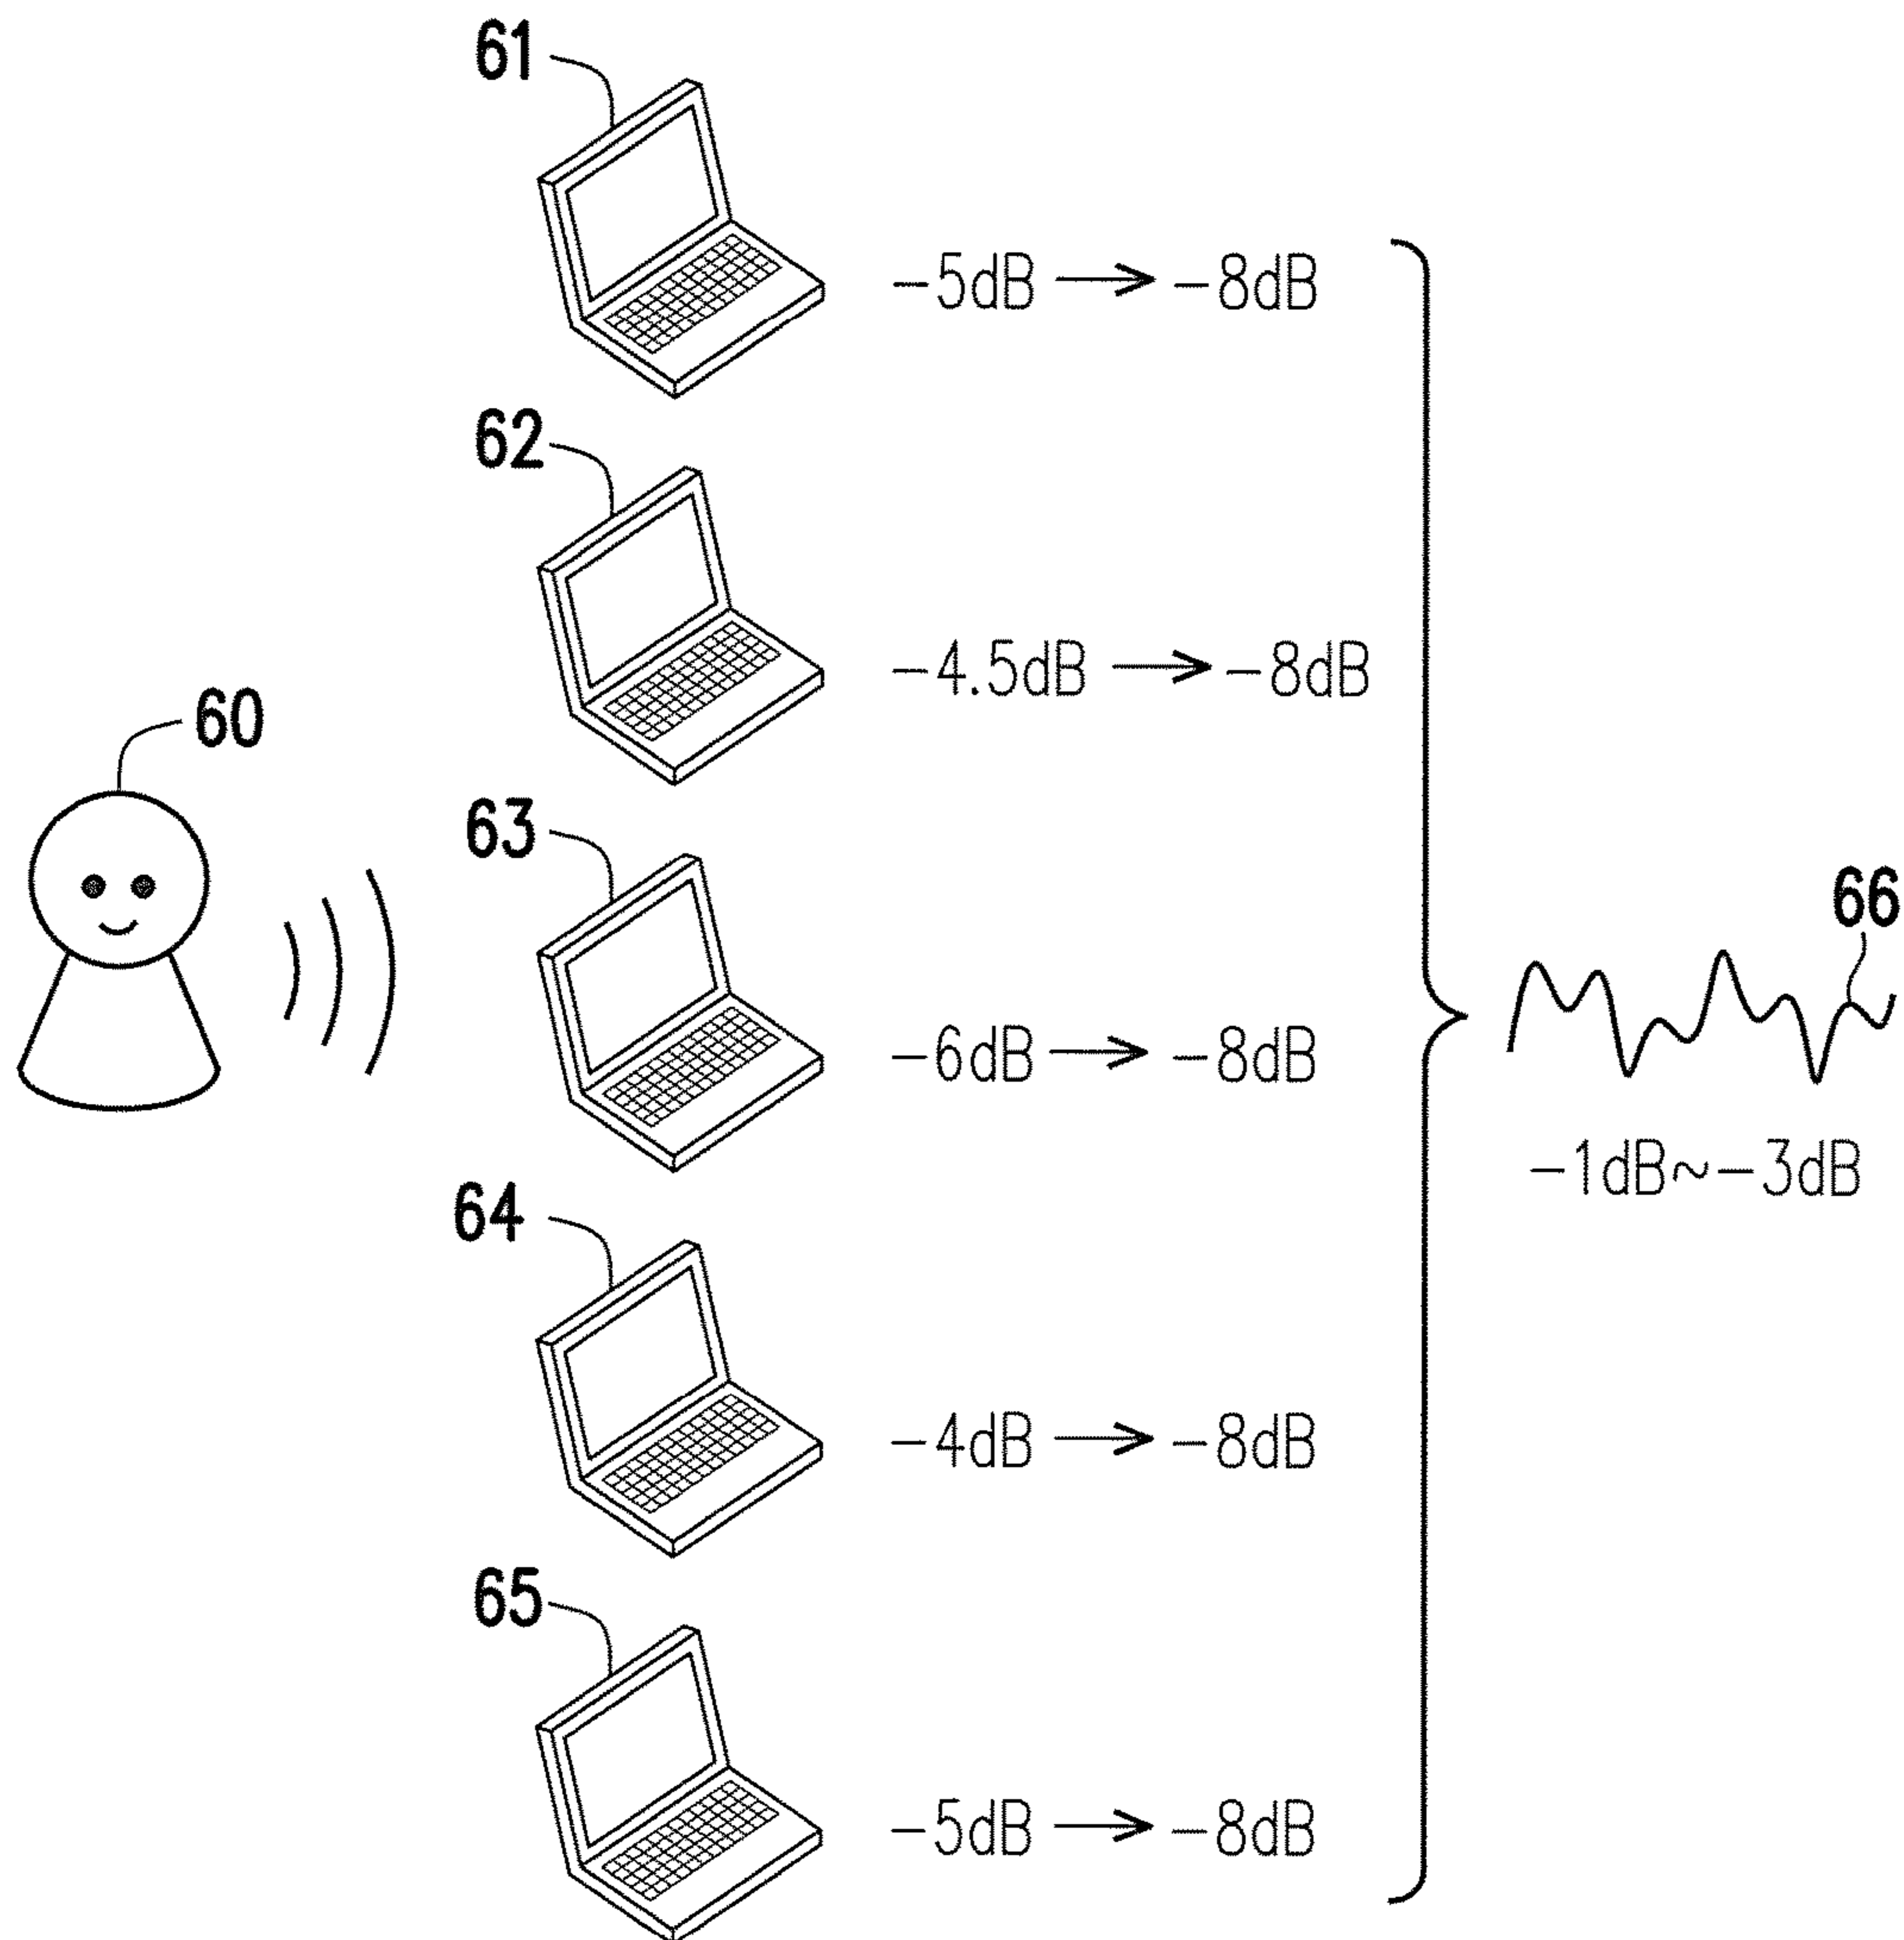 61
-5dB → -8dB
62
-4.5dB → -8dB
60
63
-6dB → -8dB
66
-1dB~-3dB
64
-4dB → -8dB
65
-5dB → -8dB